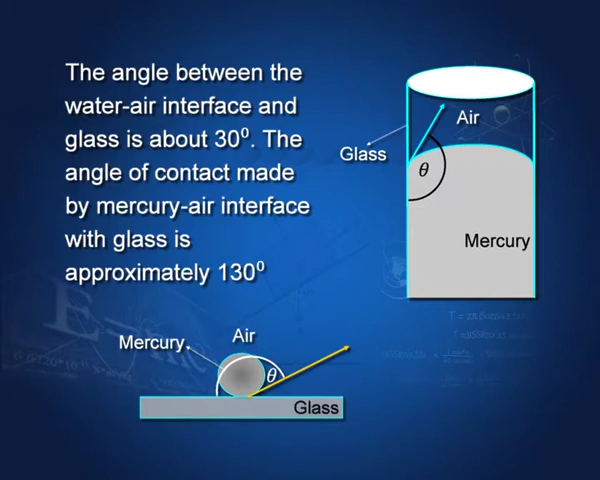 The angle between the
water-air interface and
glass is about 30⁰. The
angle of contact made
by mercury-air interface
with glass is
approximately 130⁰
Air
Glass
θ
Mercury
Air
Mercury
θ
Glass